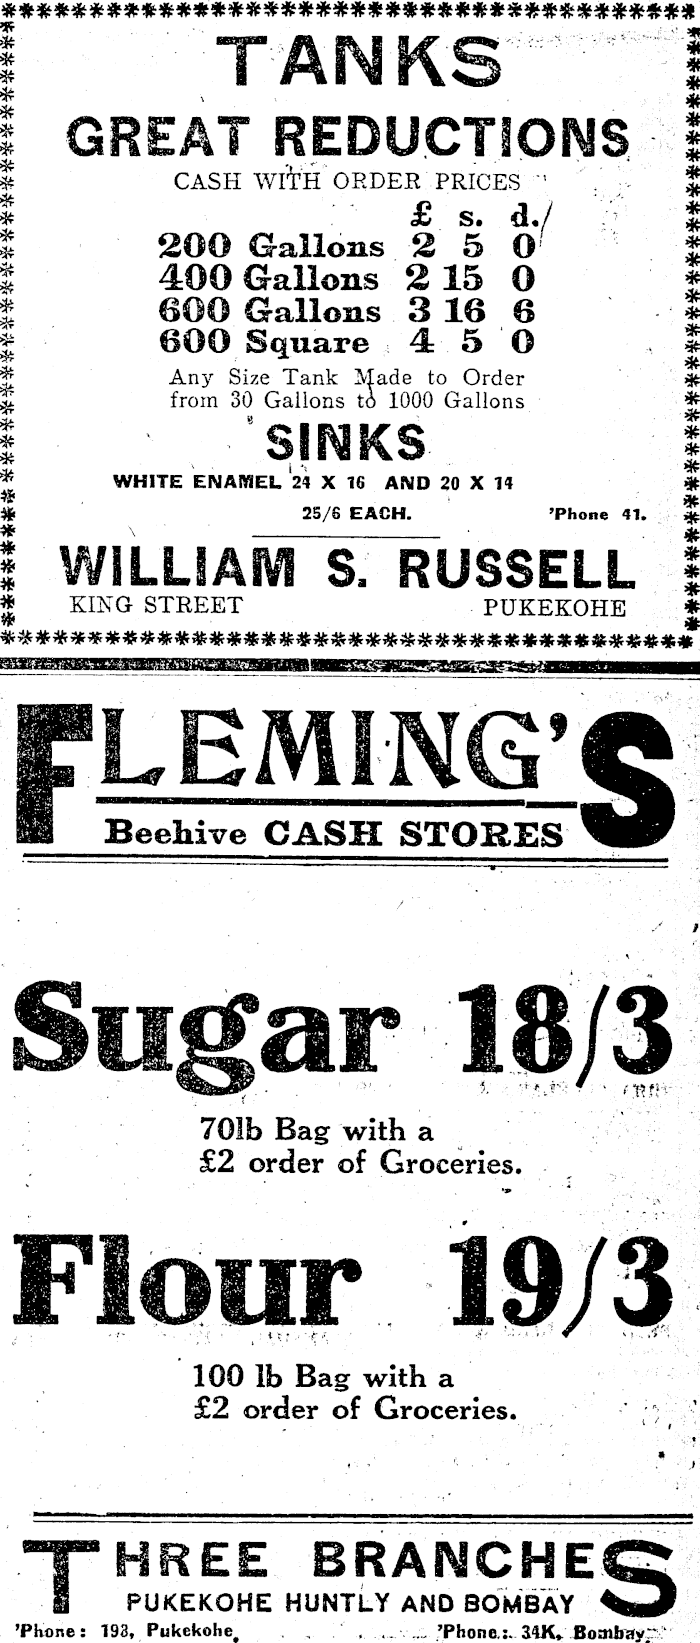 TANKS
GREAT REDUCTIONS
CASH WITH ORDER PRICES
£ s. d.
200 Gallons 2 5 0
400 Gallons 2 15 0
600 Gallons 3 16 6
600 Square 4 5 0
Any Size Tank Made to Order
from 30 Gallons to 1000 Gallons
SINKS
WHITE ENAMEL 24 X 16 AND 20 X 14
25/6 EACH. 'Phone 41.
WILLIAM S. RUSSELL
KING STREET PUKEKOHE
FLEMING'S
Beehive CASH STORES
Sugar 18/3
70lb Bag with a
£2 order of Groceries.
Flour 19/3
100 lb Bag with a
£2 order of Groceries.
THREE BRANCHES
PUKEKOHE HUNTLY AND BOMBAY
'Phone: 193, Pukekohe, 'Phone: 34K, Bombay